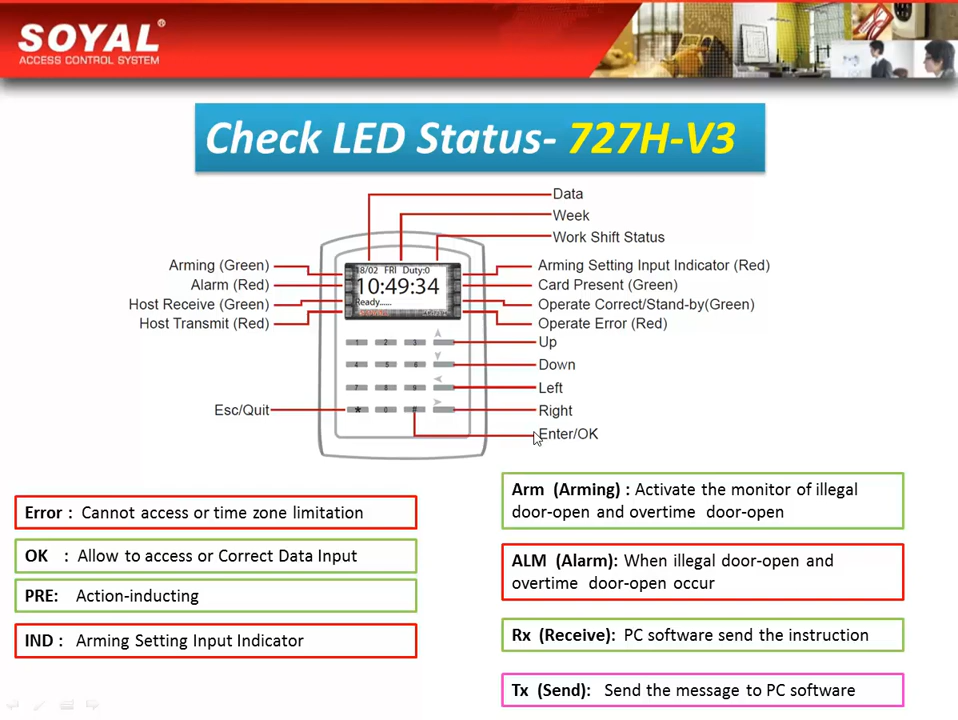 SOYAL®
ACCESS CONTROL SYSTEM
Check LED Status- 727H-V3
Data
Week
Work Shift Status
Arming (Green)
Alarm (Red)
Host Receive (Green)
Host Transmit (Red)
18/02 FRI Duty:0
10:49:34
Ready......
Arming Setting Input Indicator (Red)
Card Present (Green)
Operate Correct/Stand-by(Green)
Operate Error (Red)
Up
Down
Left
Right
Enter/OK
Esc/Quit
1 2 3
4 5 6
7 8 9
* 0 #
Error : Cannot access or time zone limitation
OK : Allow to access or Correct Data Input
PRE: Action-inducting
IND : Arming Setting Input Indicator
Arm (Arming) : Activate the monitor of illegal
door-open and overtime door-open
ALM (Alarm): When illegal door-open and
overtime door-open occur
Rx (Receive): PC software send the instruction
Tx (Send): Send the message to PC software